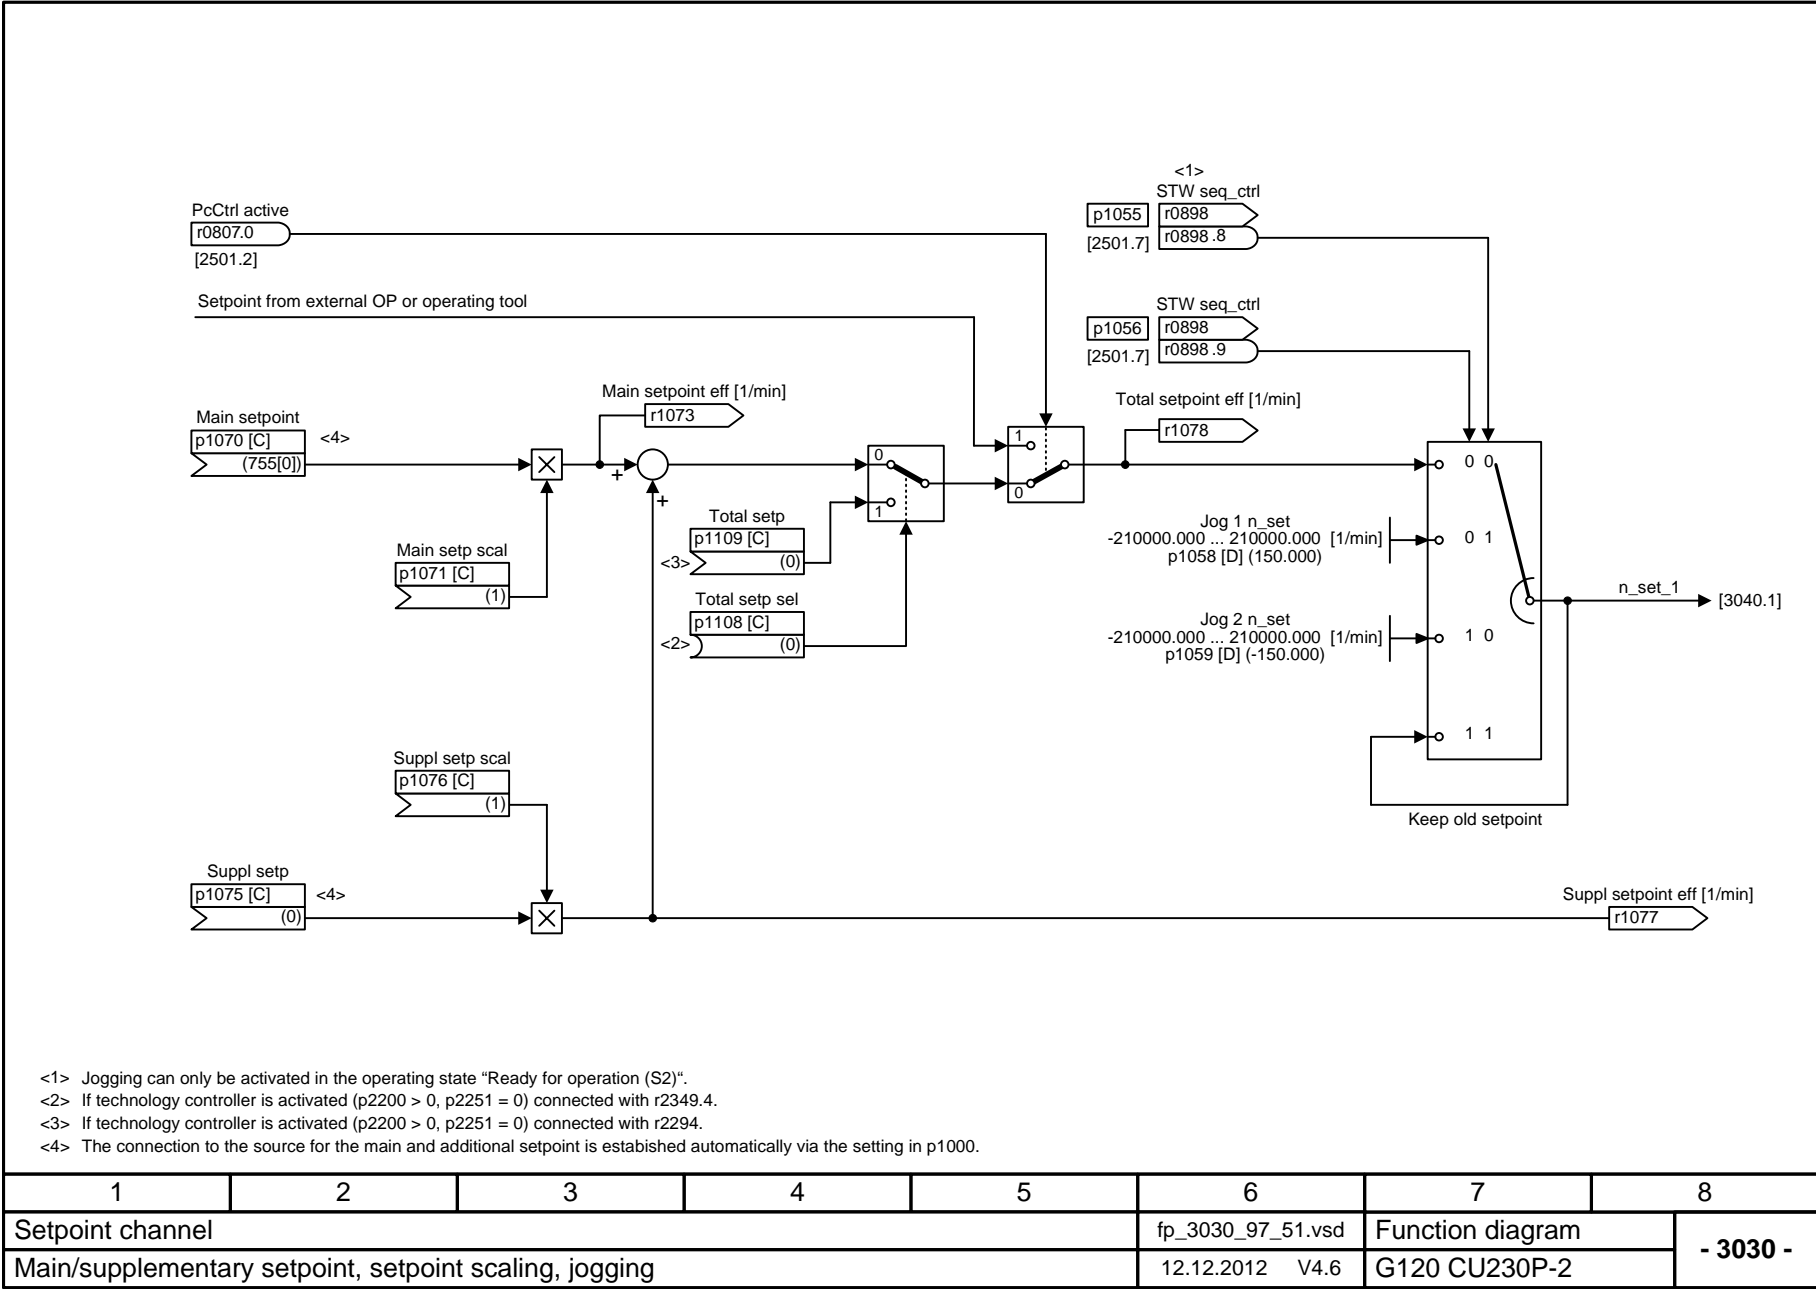 <1>
STW seq_ctrl
PcCtrl active
p1055
r0898
r0807.0
r0898.8
[2501.7]
[2501.2]
Setpoint from external OP or operating tool
STW seq_ctrl
p1056
r0898
r0898.9
[2501.7]
Main setpoint eff [1/min]
r1073
Total setpoint eff [1/min]
r1078
Main setpoint
p1070 [C]
<4>
(755[0])
+
+
0
1
1
0
0 0
Total setp
p1109 [C]
<3>
(0)
Jog 1 n_set
-210000.000 ... 210000.000 [1/min]
p1058 [D] (150.000)
0 1
Main setp scal
p1071 [C]
(1)
Total setp sel
p1108 [C]
<2>
(0)
n_set_1
[3040.1]
Jog 2 n_set
-210000.000 ... 210000.000 [1/min]
p1059 [D] (-150.000)
1 0
1 1
Suppl setp scal
p1076 [C]
(1)
Keep old setpoint
Suppl setp
p1075 [C]
<4>
(0)
Suppl setpoint eff [1/min]
r1077
<1> Jogging can only be activated in the operating state “Ready for operation (S2)“.
<2> If technology controller is activated (p2200 > 0, p2251 = 0) connected with r2349.4.
<3> If technology controller is activated (p2200 > 0, p2251 = 0) connected with r2294.
<4> The connection to the source for the main and additional setpoint is estabished automatically via the setting in p1000.
1 2 3 4 5 6 7 8
Setpoint channel
fp_3030_97_51.vsd
Function diagram
- 3030 -
Main/supplementary setpoint, setpoint scaling, jogging
12.12.2012 V4.6
G120 CU230P-2